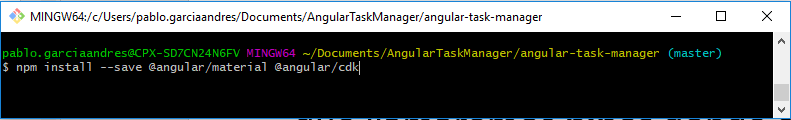 MINGW64:/c/Users/pablo.garciaandres/Documents/AngularTaskManager/angular-task-manager
pablo.garciaandres@CPX-SD7CN24N6FV MINGW64 ~/Documents/AngularTaskManager/angular-task-manager (master)
$ npm install --save @angular/material @angular/cdk